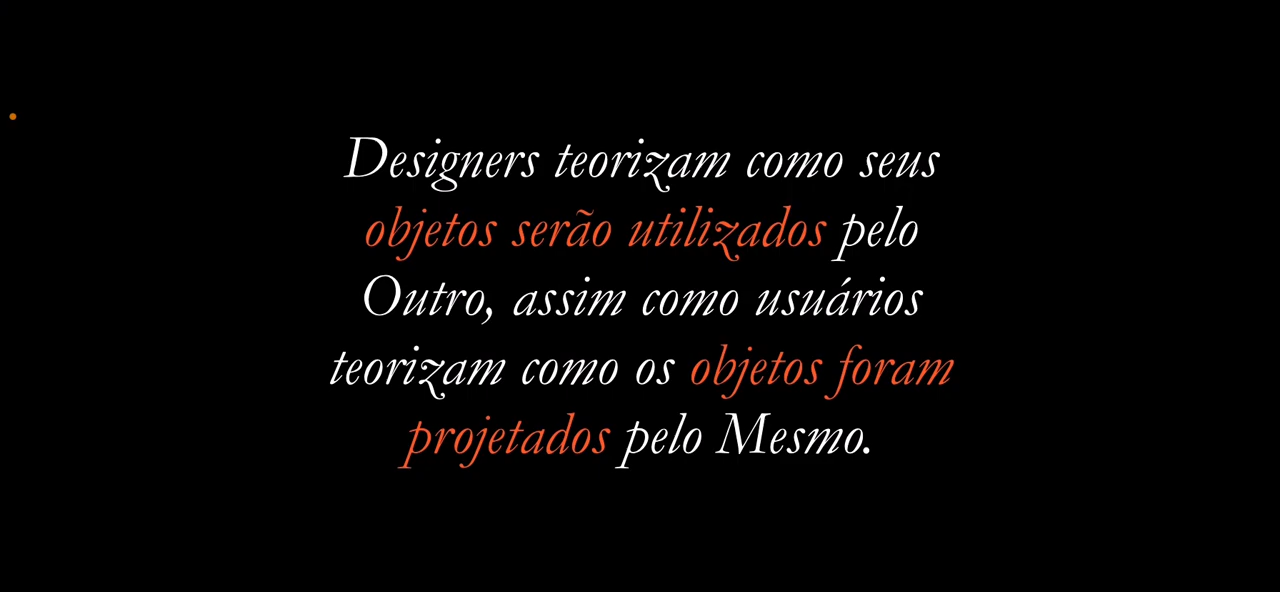 Designers teorizam como seus
objetos serão utilizados pelo
Outro, assim como usuários
teorizam como os objetos foram
projetados pelo Mesmo.